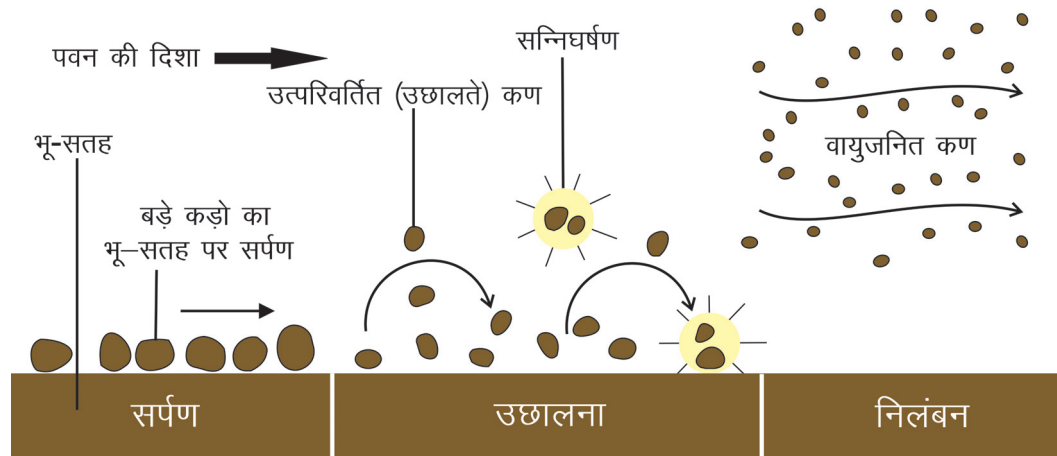 पवन की दिशा
सन्निघर्षण
उत्परिवर्तित (उछालते) कण
भू-सतह
वायुजनित कण
बड़े कड़ो का
भू–सतह पर सर्पण
सर्पण
उछालना
निलंबन